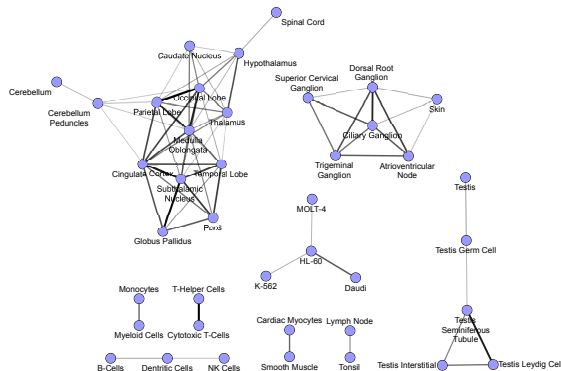 Spinal Cord
Caudate Nucleus
Hypothalamus
Cerebellum
Cerebellum
Peduncles
Occipital Lobe
Parietal Lobe
Thalamus
Medulla
Oblongata
Cingulate Cortex
Temporal Lobe
Subthalamic
Nucleus
Pons
Globus Pallidus
Dorsal Root
Ganglion
Superior Cervical
Ganglion
Skin
Ciliary Ganglion
Trigeminal
Ganglion
Atrioventricular
Node
Testis
Testis Germ Cell
Testis
Seminiferous
Tubule
Testis Interstitial
Testis Leydig Cel
MOLT-4
HL-60
K-562
Daudi
Monocytes
T-Helper Cells
Myeloid Cells
Cytotoxic T-Cells
Cardiac Myocytes
Lymph Node
Smooth Muscle
Tonsil
B-Cells
Dentritic Cells
NK Cells